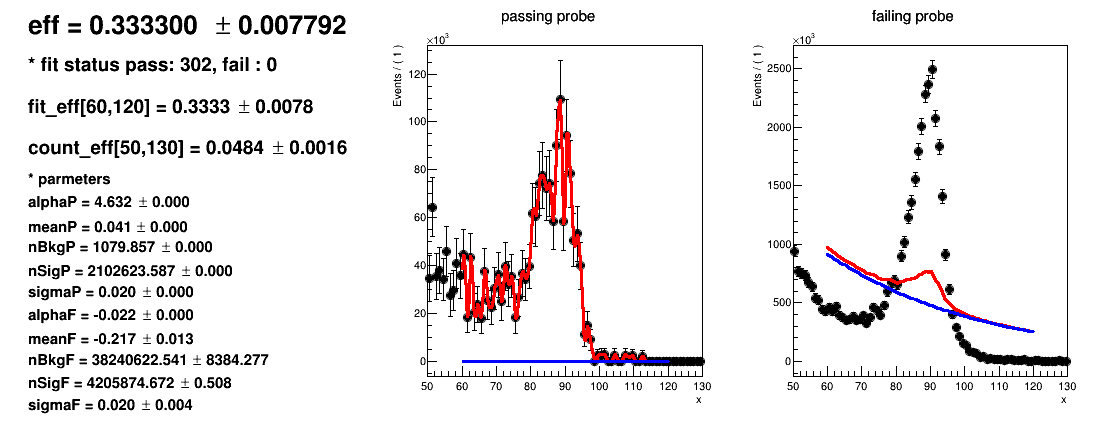 eff = 0.333300 ± 0.007792
* fit status pass: 302, fail : 0
fit_eff[60,120] = 0.3333 ± 0.0078
count_eff[50,130] = 0.0484 ± 0.0016
* parmeters
alphaP = 4.632 ± 0.000
meanP = 0.041 ± 0.000
nBkgP = 1079.857 ± 0.000
nSigP = 2102623.587 ± 0.000
sigmaP = 0.020 ± 0.000
alphaF = -0.022 ± 0.000
meanF = -0.217 ± 0.013
nBkgF = 38240622.541 ± 8384.277
nSigF = 4205874.672 ± 0.508
sigmaF = 0.020 ± 0.004
passing probe
×10³
Events / ( 1 )
120
100
80
60
40
20
0
50 60 70 80 90 100 110 120 130
x
failing probe
×10³
Events / ( 1 )
2500
2000
1500
1000
500
0
50 60 70 80 90 100 110 120 130
x